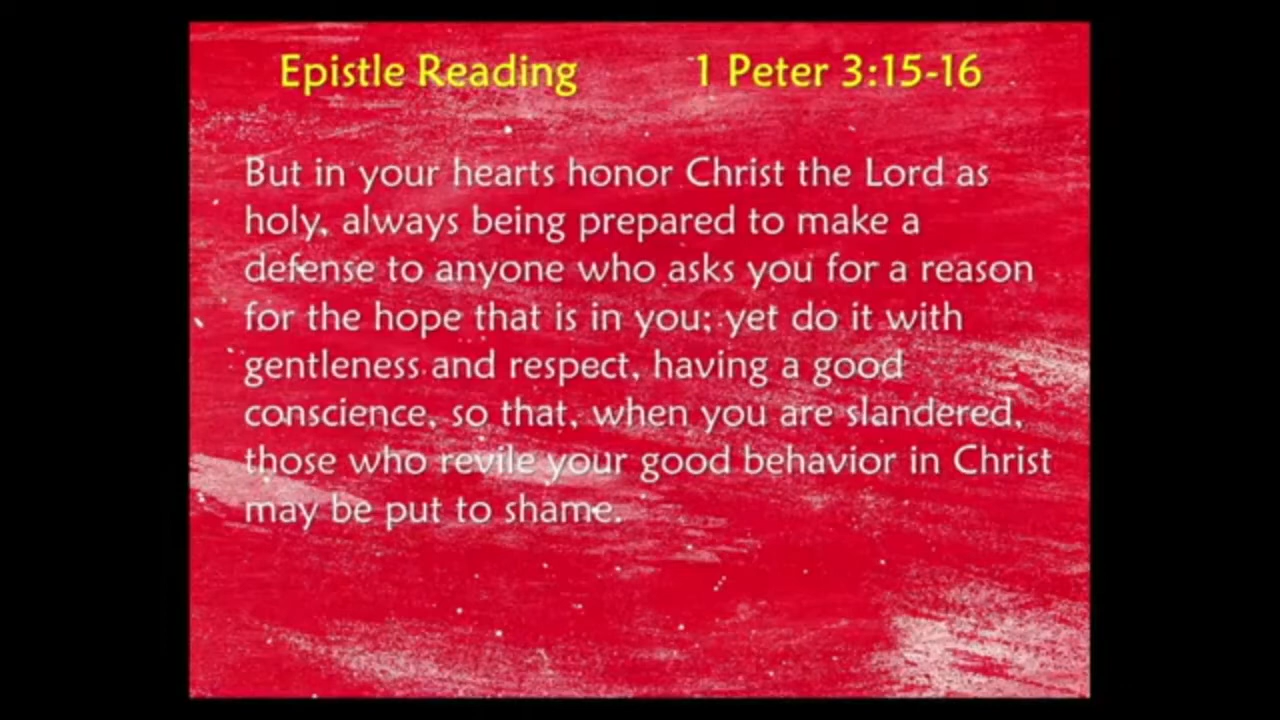 Epistle Reading 1 Peter 3:15-16
But in your hearts honor Christ the Lord as
holy, always being prepared to make a
defense to anyone who asks you for a reason
for the hope that is in you; yet do it with
gentleness and respect, having a good
conscience, so that, when you are slandered,
those who revile your good behavior in Christ
may be put to shame.